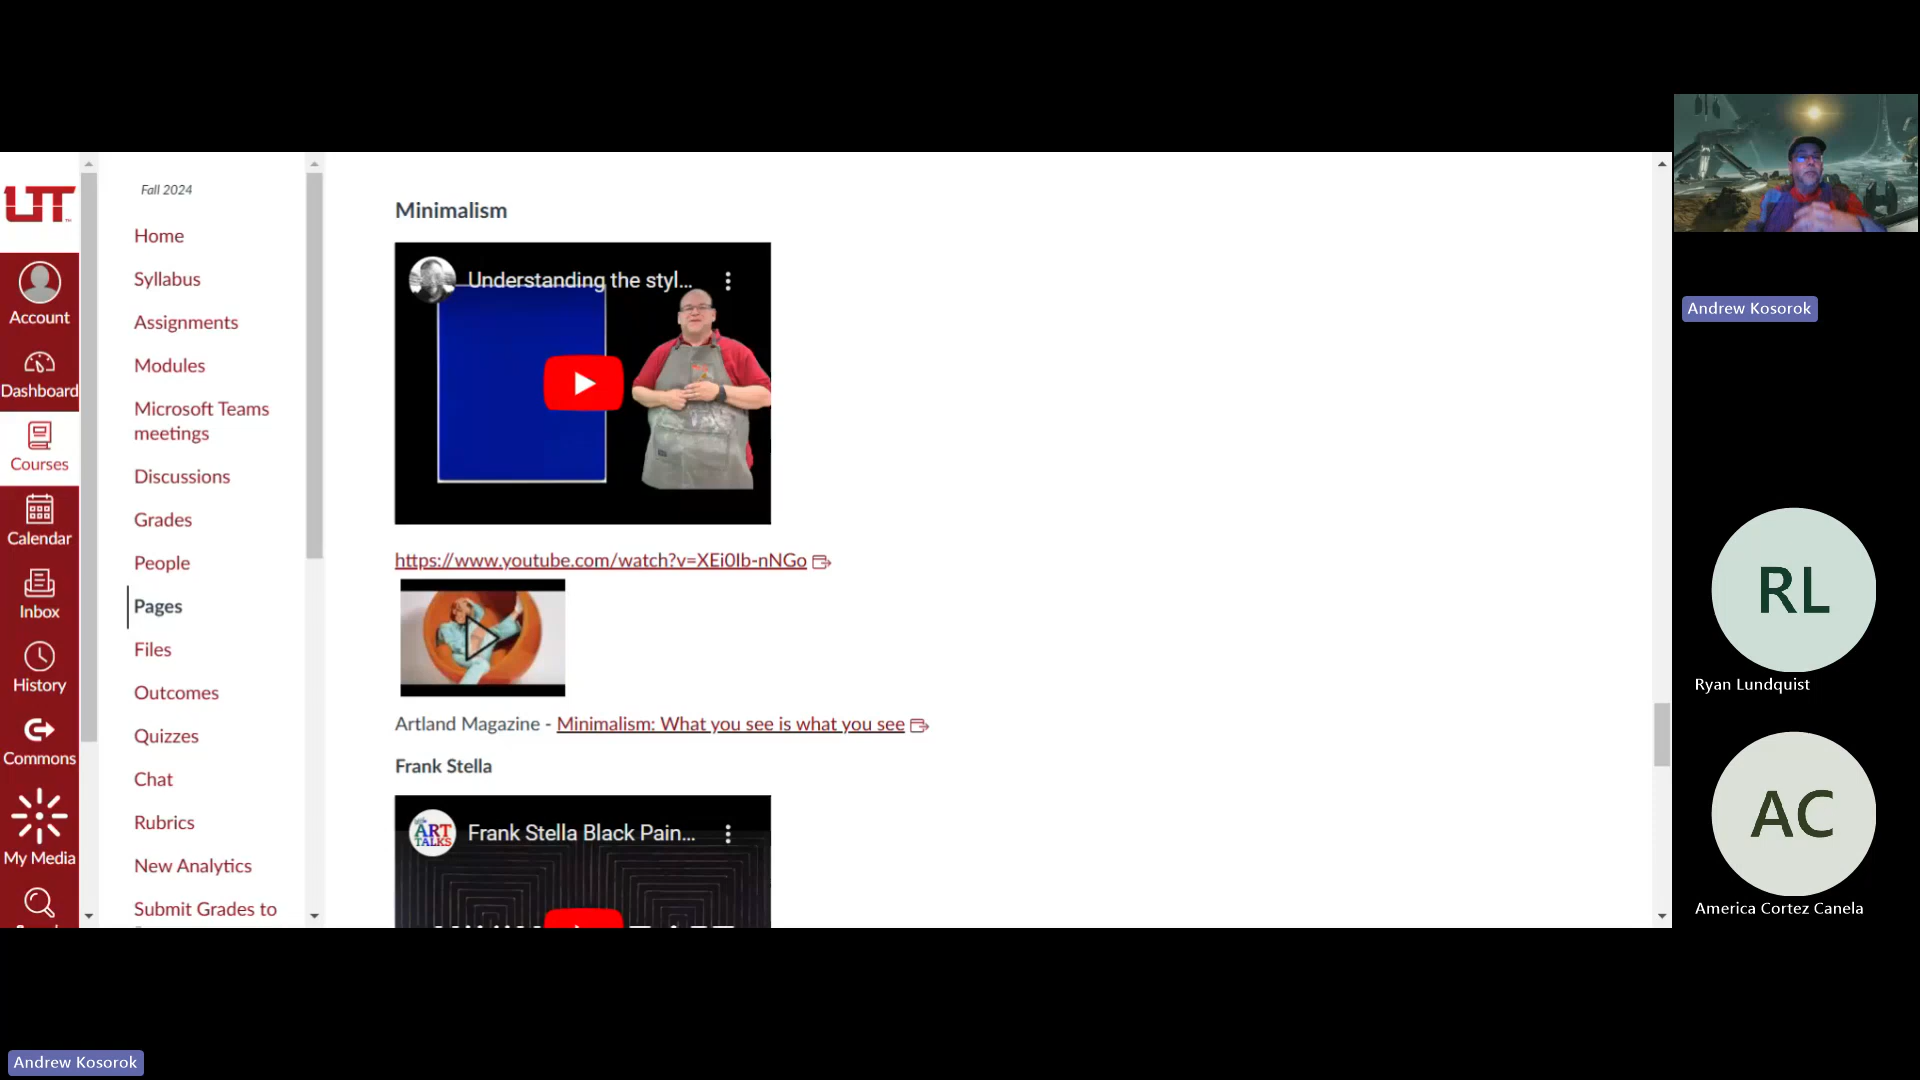 UT
Account
Dashboard
Courses
Calendar
Inbox
History
Commons
My Media
Fall 2024
Home
Syllabus
Assignments
Modules
Microsoft Teams
meetings
Discussions
Grades
People
Pages
Files
Outcomes
Quizzes
Chat
Rubrics
New Analytics
Submit Grades to
Minimalism
Understanding the styl...
https://www.youtube.com/watch?v=XEi0Ib-nNGo
Artland Magazine - Minimalism: What you see is what you see
Frank Stella
ART
TALKS
Frank Stella Black Pain...
Andrew Kosorok
RL
Ryan Lundquist
AC
America Cortez Canela
Andrew Kosorok